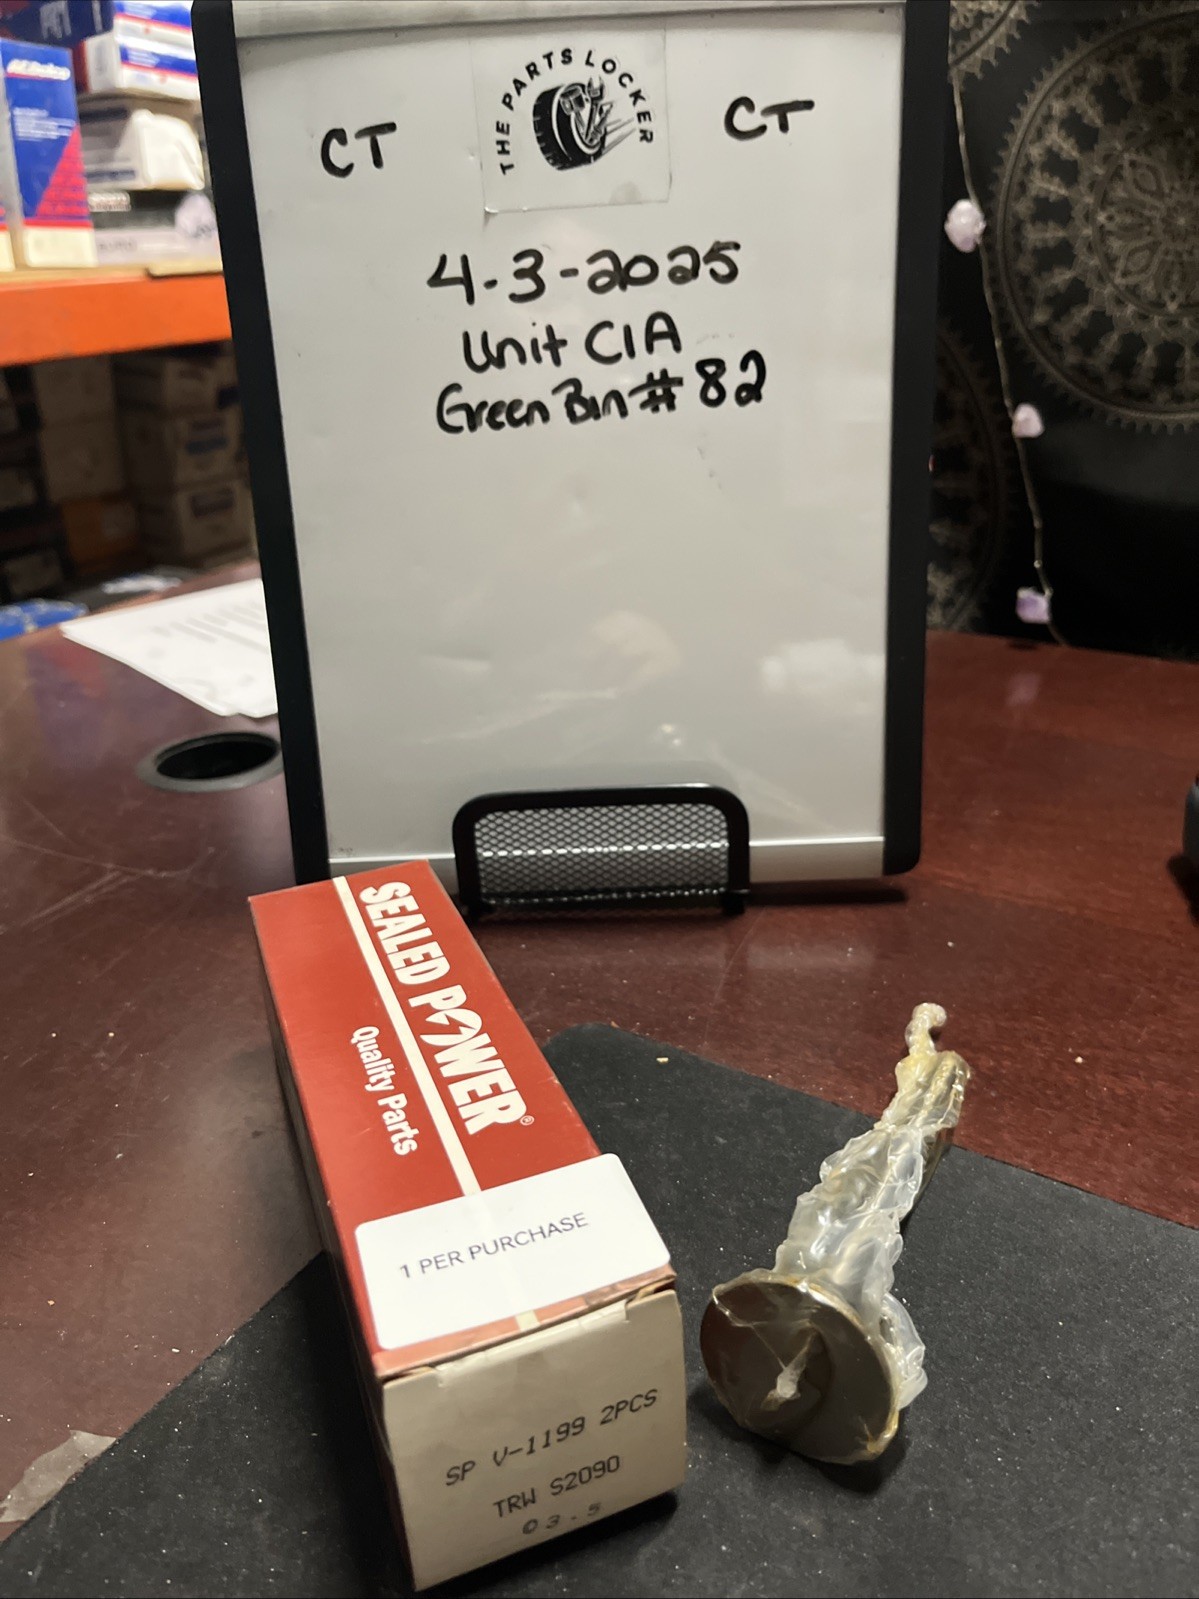 ACDelco
THE PARTS LOCKER
CT
CT
4-3-2025
Unit C1A
Green Bin # 82
SEALED POWER®
Quality Parts
1 PER PURCHASE
SP V-1199 2PCS
TRW S2090
03.5